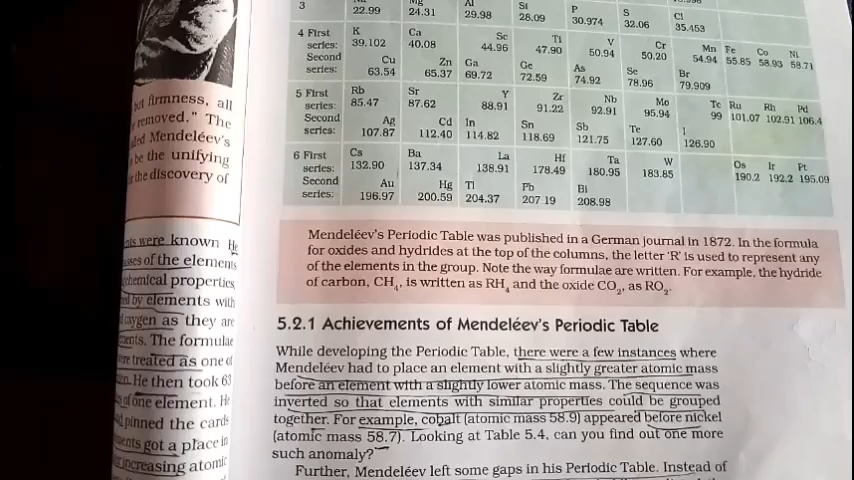 3 22.99 24.31 29.98 Si 28.09 P 30.974 S 32.06 Cl 35.453
4 First series: K 39.102 Ca 40.08 Sc 44.96 Ti 47.90 V 50.94 Cr 50.20 Mn 54.94 Fe 55.85 Co 58.93 Ni 58.71
Second series: Cu 63.54 Zn 65.37 Ga 69.72 Ge 72.59 As 74.92 Se 78.96 Br 79.909
5 First series: Rb 85.47 Sr 87.62 Y 88.91 Zr 91.22 Nb 92.91 Mo 95.94 Tc 99 Ru 101.07 Rh 102.91 Pd 106.4
Second series: Ag 107.87 Cd 112.40 In 114.82 Sn 118.69 Sb 121.75 Te 127.60 I 126.90
6 First series: Cs 132.90 Ba 137.34 La 138.91 Hf 178.49 Ta 180.95 W 183.85 Os 190.2 Ir 192.2 Pt 195.09
Second series: Au 196.97 Hg 200.59 Tl 204.37 Pb 207.19 Bi 208.98
Mendeléev's Periodic Table was published in a German journal in 1872. In the formula
for oxides and hydrides at the top of the columns, the letter 'R' is used to represent any
of the elements in the group. Note the way formulae are written. For example, the hydride
of carbon, CH₄, is written as RH₄ and the oxide CO₂, as RO₂.
5.2.1 Achievements of Mendeléev's Periodic Table
While developing the Periodic Table, there were a few instances where
Mendeléev had to place an element with a slightly greater atomic mass
before an element with a slightly lower atomic mass. The sequence was
inverted so that elements with similar properties could be grouped
together. For example, cobalt (atomic mass 58.9) appeared before nickel
(atomic mass 58.7). Looking at Table 5.4, can you find out one more
such anomaly?
Further, Mendeléev left some gaps in his Periodic Table. Instead of
firmness, all
removed." The
Mendeléev's
be the unifying
the discovery of
were known He
of the elements
properties,
by elements with
oxygen as they are
The formulae
treated as one of
He then took 63
of one element. He
pinned the cards
got a place in
increasing atomic